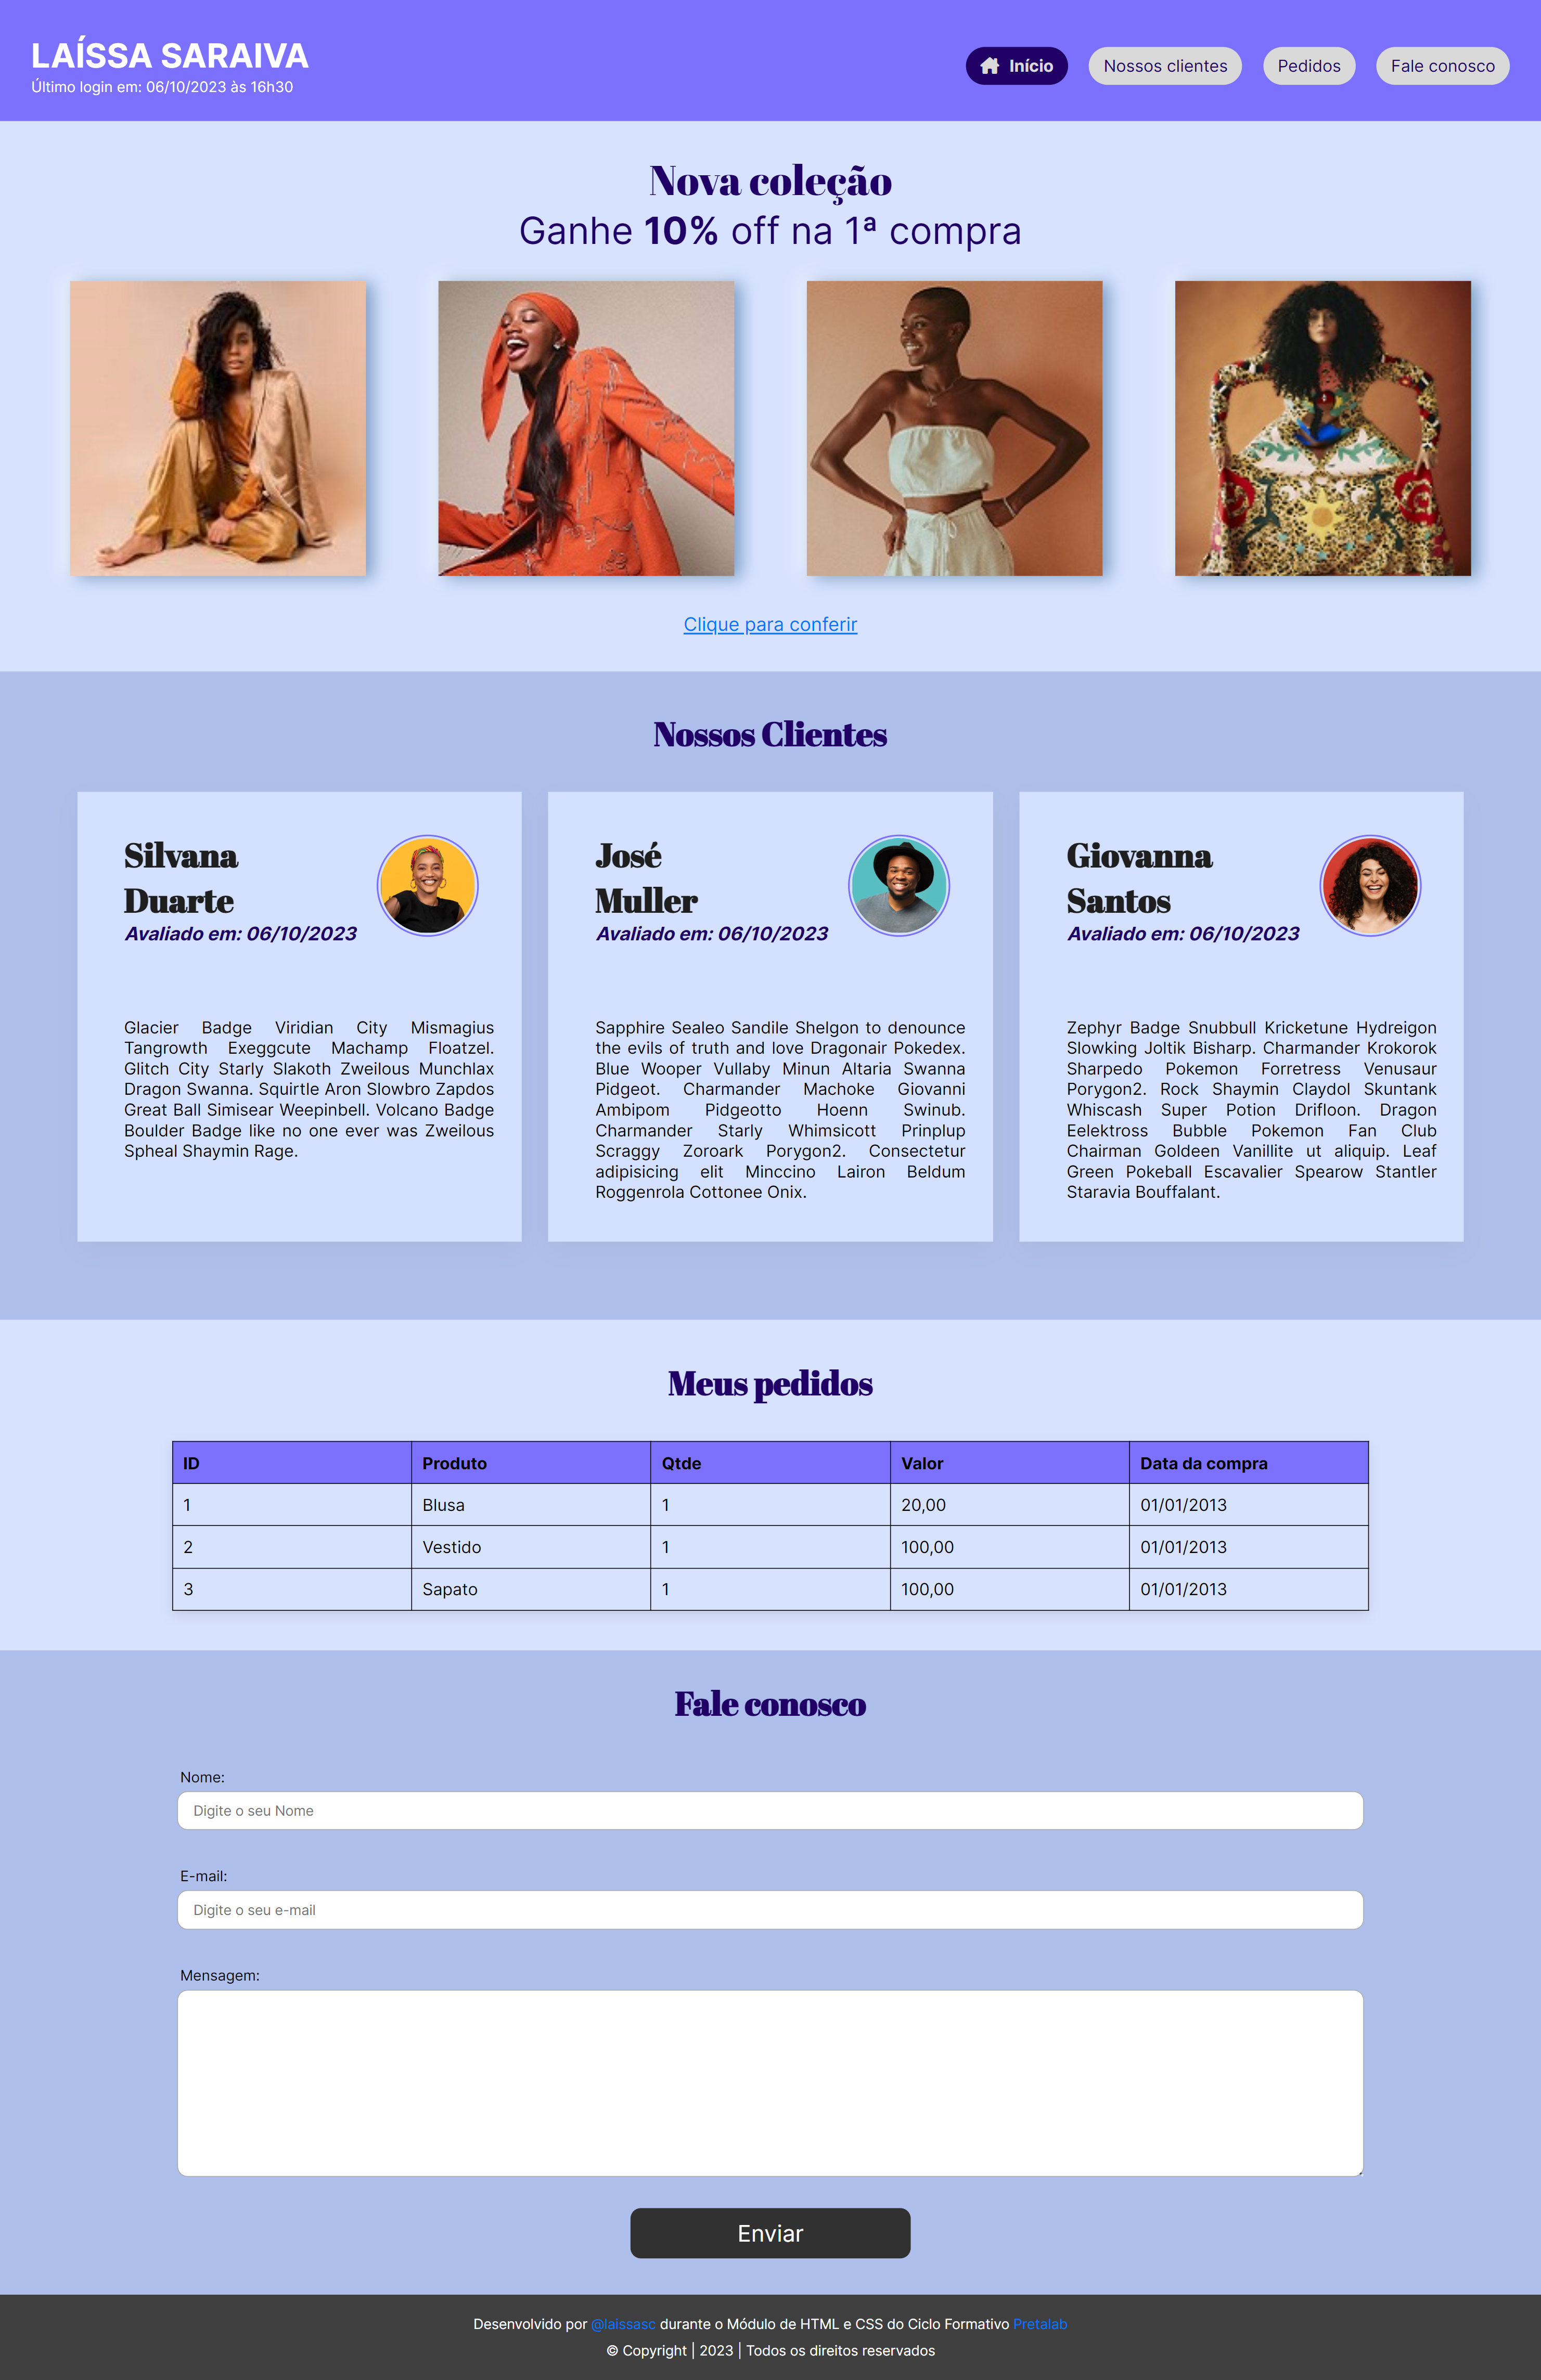 LAÍSSA SARAIVA
Último login em: 06/10/2023 às 16h30
Início
Nossos clientes
Pedidos
Fale conosco
Nova coleção
Ganhe 10% off na 1ª compra
Clique para conferir
Nossos Clientes
Silvana
Duarte
Avaliado em: 06/10/2023
Glacier Badge Viridian City Mismagius
Tangrowth Exeggcute Machamp Floatzel.
Glitch City Starly Slakoth Zweilous Munchlax
Dragon Swanna. Squirtle Aron Slowbro Zapdos
Great Ball Simisear Weepinbell. Volcano Badge
Boulder Badge like no one ever was Zweilous
Spheal Shaymin Rage.
José
Muller
Avaliado em: 06/10/2023
Sapphire Sealeo Sandile Shelgon to denounce
the evils of truth and love Dragonair Pokedex.
Blue Wooper Vullaby Minun Altaria Swanna
Pidgeot. Charmander Machoke Giovanni
Ambipom Pidgeotto Hoenn Swinub.
Charmander Starly Whimsicott Prinplup
Scraggy Zoroark Porygon2. Consectetur
adipisicing elit Minccino Lairon Beldum
Roggenrola Cottonee Onix.
Giovanna
Santos
Avaliado em: 06/10/2023
Zephyr Badge Snubbull Kricketune Hydreigon
Slowking Joltik Bisharp. Charmander Krokorok
Sharpedo Pokemon Forretress Venusaur
Porygon2. Rock Shaymin Claydol Skuntank
Whiscash Super Potion Drifloon. Dragon
Eelektross Bubble Pokemon Fan Club
Chairman Goldeen Vanillite ut aliquip. Leaf
Green Pokeball Escavalier Spearow Stantler
Staravia Bouffalant.
Meus pedidos
ID Produto Qtde Valor Data da compra
1 Blusa 1 20,00 01/01/2013
2 Vestido 1 100,00 01/01/2013
3 Sapato 1 100,00 01/01/2013
Fale conosco
Nome:
Digite o seu Nome
E-mail:
Digite o seu e-mail
Mensagem:
Enviar
Desenvolvido por @laissasc durante o Módulo de HTML e CSS do Ciclo Formativo Pretalab
© Copyright | 2023 | Todos os direitos reservados